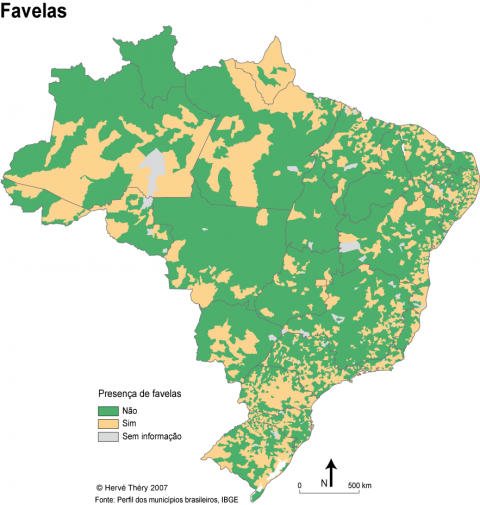 Favelas
Presença de favelas
Não
Sim
Sem informação
© Hervé Théry 2007
Fonte: Perfil dos municípios brasileiros, IBGE
N
0 500 km